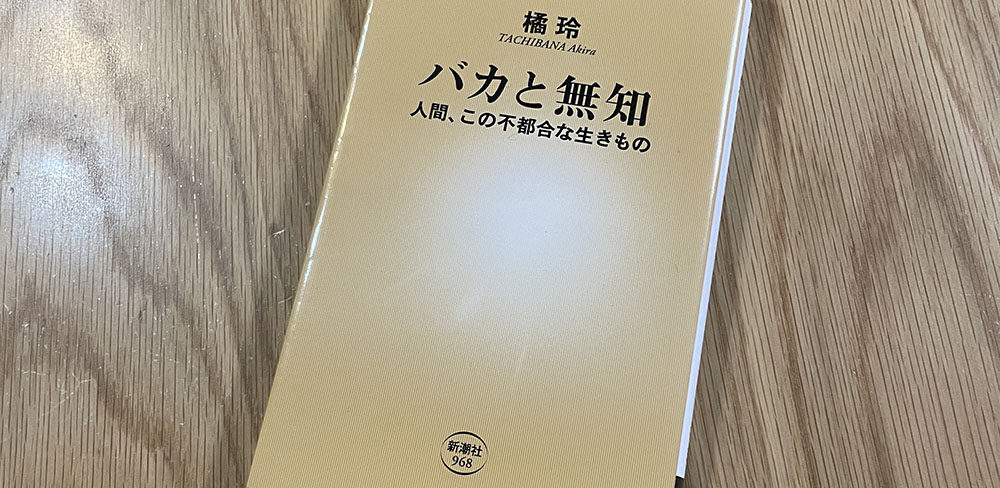 橘 玲
TACHIBANA Akira
バカと無知
人間、この不都合な生きもの
新潮社
968